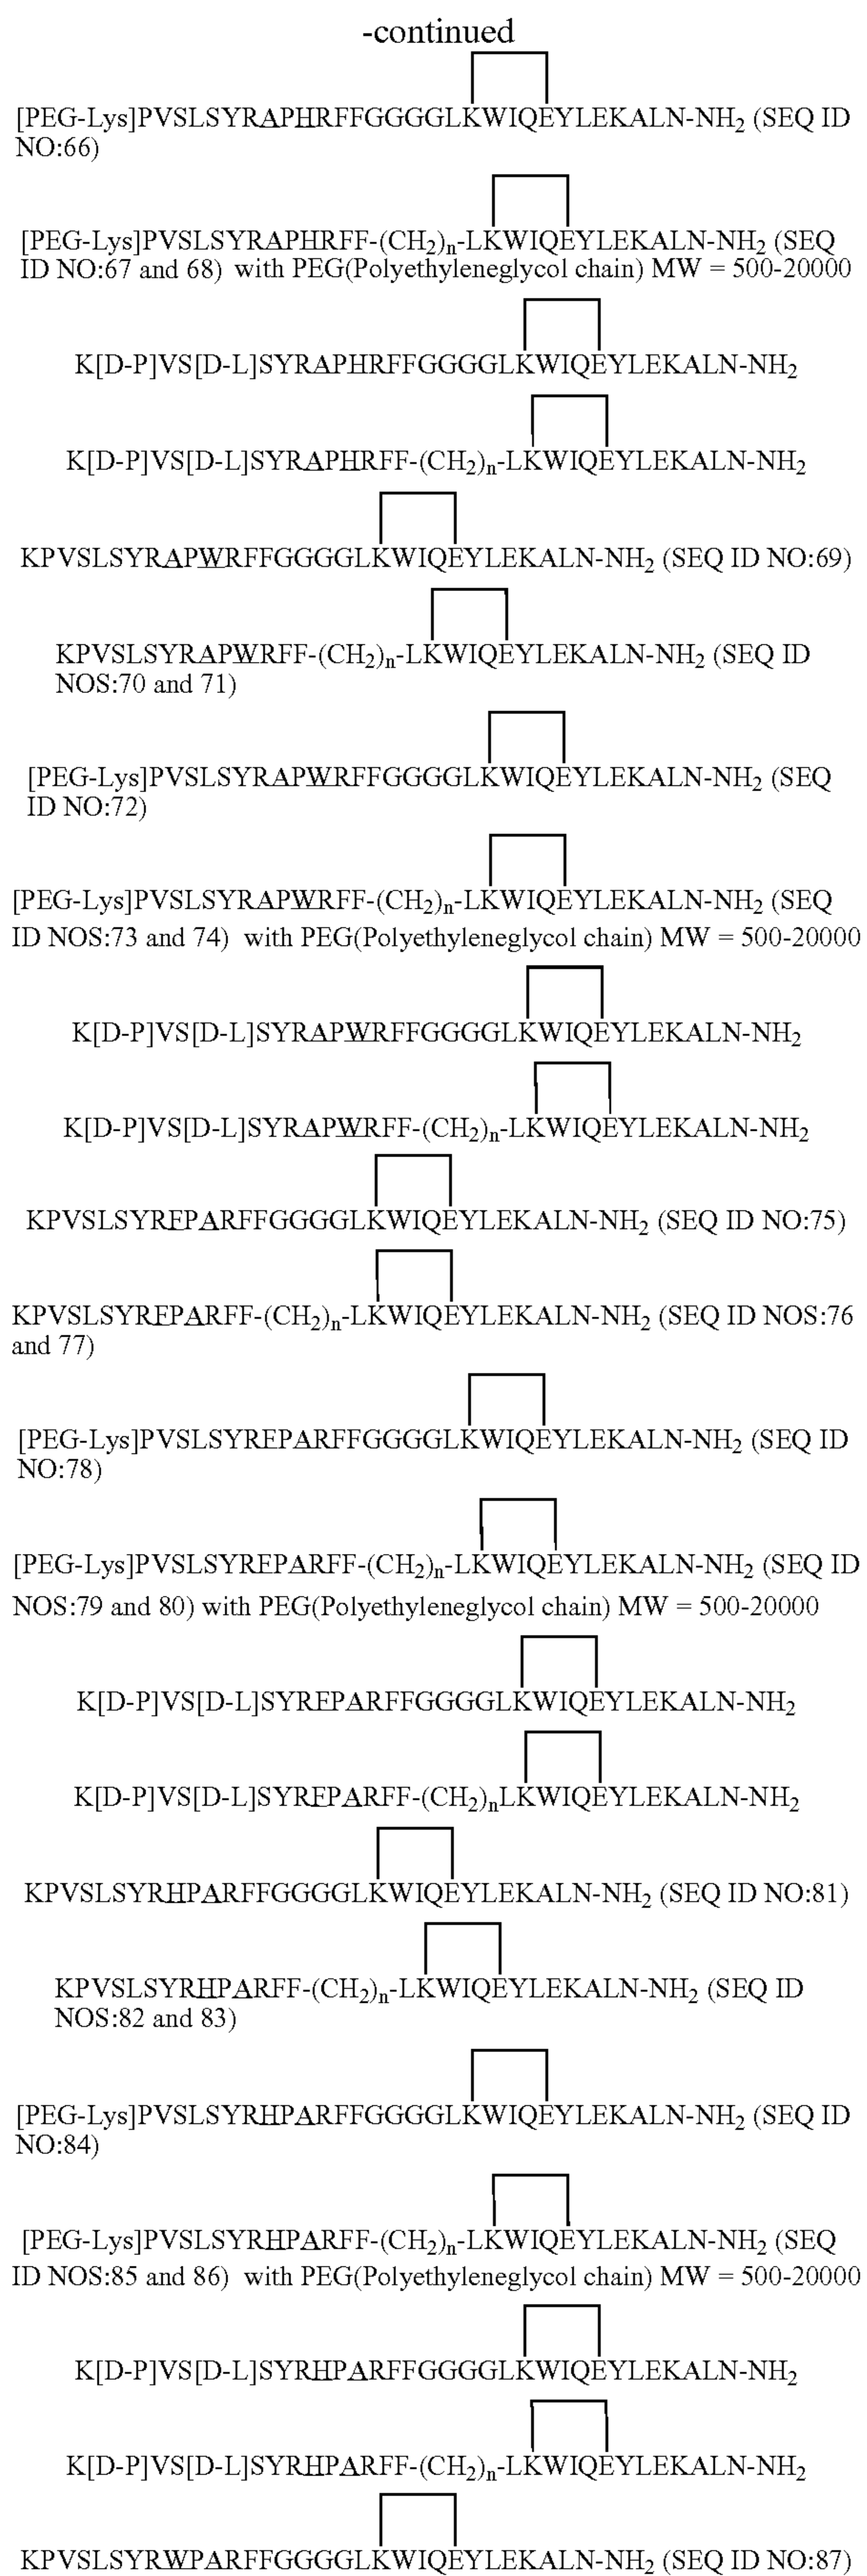 -continued
[PEG-Lys]PVSLSYRAPHRFFGGGGLKWIQEYLEKALN-NH2 (SEQ ID
NO:66)
[PEG-Lys]PVSLSYRAPHRFF-(CH2)n-LKWIQEYLEKALN-NH2 (SEQ
ID NO:67 and 68) with PEG(Polyethyleneglycol chain) MW = 500-20000
K[D-P]VS[D-L]SYRAPHRFFGGGGLKWIQEYLEKALN-NH2
K[D-P]VS[D-L]SYRAPHRFF-(CH2)n-LKWIQEYLEKALN-NH2
KPVSLSYRAPWRFFGGGGLKWIQEYLEKALN-NH2 (SEQ ID NO:69)
KPVSLSYRAPWRFF-(CH2)n-LKWIQEYLEKALN-NH2 (SEQ ID
NOS:70 and 71)
[PEG-Lys]PVSLSYRAPWRFFGGGGLKWIQEYLEKALN-NH2 (SEQ
ID NO:72)
[PEG-Lys]PVSLSYRAPWRFF-(CH2)n-LKWIQEYLEKALN-NH2 (SEQ
ID NOS:73 and 74) with PEG(Polyethyleneglycol chain) MW = 500-20000
K[D-P]VS[D-L]SYRAPWRFFGGGGLKWIQEYLEKALN-NH2
K[D-P]VS[D-L]SYRAPWRFF-(CH2)n-LKWIQEYLEKALN-NH2
KPVSLSYREPARFFGGGGLKWIQEYLEKALN-NH2 (SEQ ID NO:75)
KPVSLSYREPARFF-(CH2)n-LKWIQEYLEKALN-NH2 (SEQ ID NOS:76
and 77)
[PEG-Lys]PVSLSYREPARFFGGGGLKWIQEYLEKALN-NH2 (SEQ ID
NO:78)
[PEG-Lys]PVSLSYREPARFF-(CH2)n-LKWIQEYLEKALN-NH2 (SEQ ID
NOS:79 and 80) with PEG(Polyethyleneglycol chain) MW = 500-20000
K[D-P]VS[D-L]SYREPARFFGGGGLKWIQEYLEKALN-NH2
K[D-P]VS[D-L]SYREPARFF-(CH2)nLKWIQEYLEKALN-NH2
KPVSLSYRHPARFFGGGGLKWIQEYLEKALN-NH2 (SEQ ID NO:81)
KPVSLSYRHPARFF-(CH2)n-LKWIQEYLEKALN-NH2 (SEQ ID
NOS:82 and 83)
[PEG-Lys]PVSLSYRHPARFFGGGGLKWIQEYLEKALN-NH2 (SEQ ID
NO:84)
[PEG-Lys]PVSLSYRHPARFF-(CH2)n-LKWIQEYLEKALN-NH2 (SEQ
ID NOS:85 and 86) with PEG(Polyethyleneglycol chain) MW = 500-20000
K[D-P]VS[D-L]SYRHPARFFGGGGLKWIQEYLEKALN-NH2
K[D-P]VS[D-L]SYRHPARFF-(CH2)n-LKWIQEYLEKALN-NH2
KPVSLSYRWPARFFGGGGLKWIQEYLEKALN-NH2 (SEQ ID NO:87)